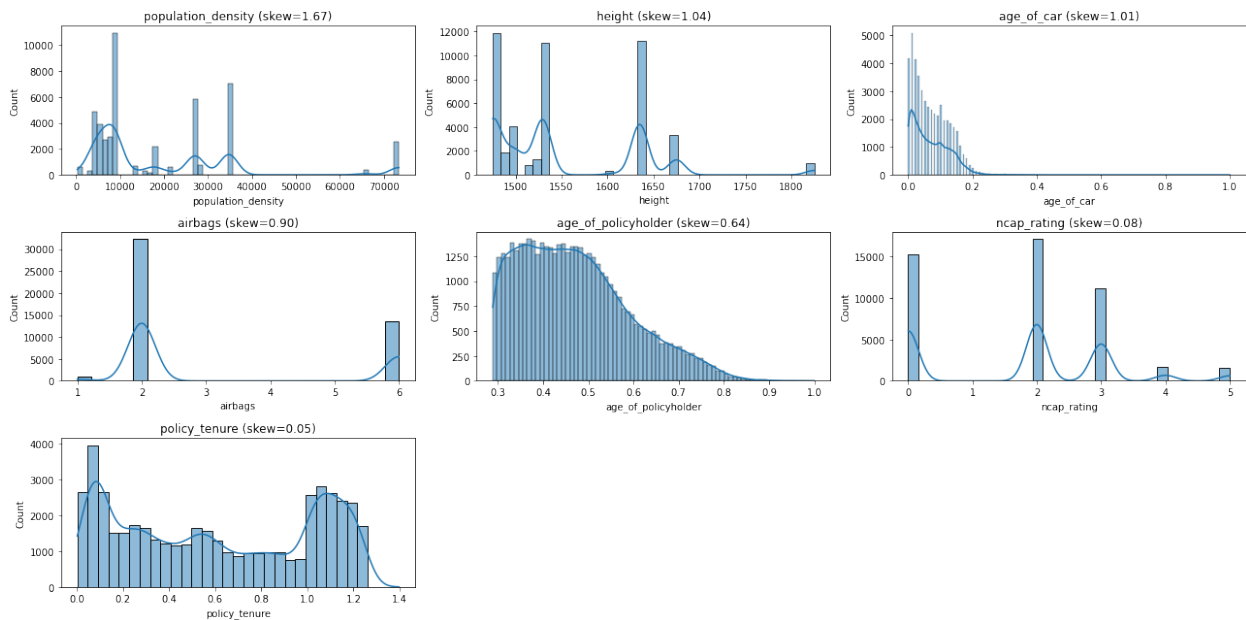 population_density (skew=1.67)
Count
10000
8000
6000
4000
2000
0
0 10000 20000 30000 40000 50000 60000 70000
population_density
height (skew=1.04)
Count
12000
10000
8000
6000
4000
2000
0
1500 1550 1600 1650 1700 1750 1800
height
age_of_car (skew=1.01)
Count
5000
4000
3000
2000
1000
0
0.0 0.2 0.4 0.6 0.8 1.0
age_of_car
airbags (skew=0.90)
Count
30000
25000
20000
15000
10000
5000
0
1 2 3 4 5 6
airbags
age_of_policyholder (skew=0.64)
Count
1250
1000
750
500
250
0
0.3 0.4 0.5 0.6 0.7 0.8 0.9 1.0
age_of_policyholder
ncap_rating (skew=0.08)
Count
15000
10000
5000
0
0 1 2 3 4 5
ncap_rating
policy_tenure (skew=0.05)
Count
4000
3000
2000
1000
0
0.0 0.2 0.4 0.6 0.8 1.0 1.2 1.4
policy_tenure